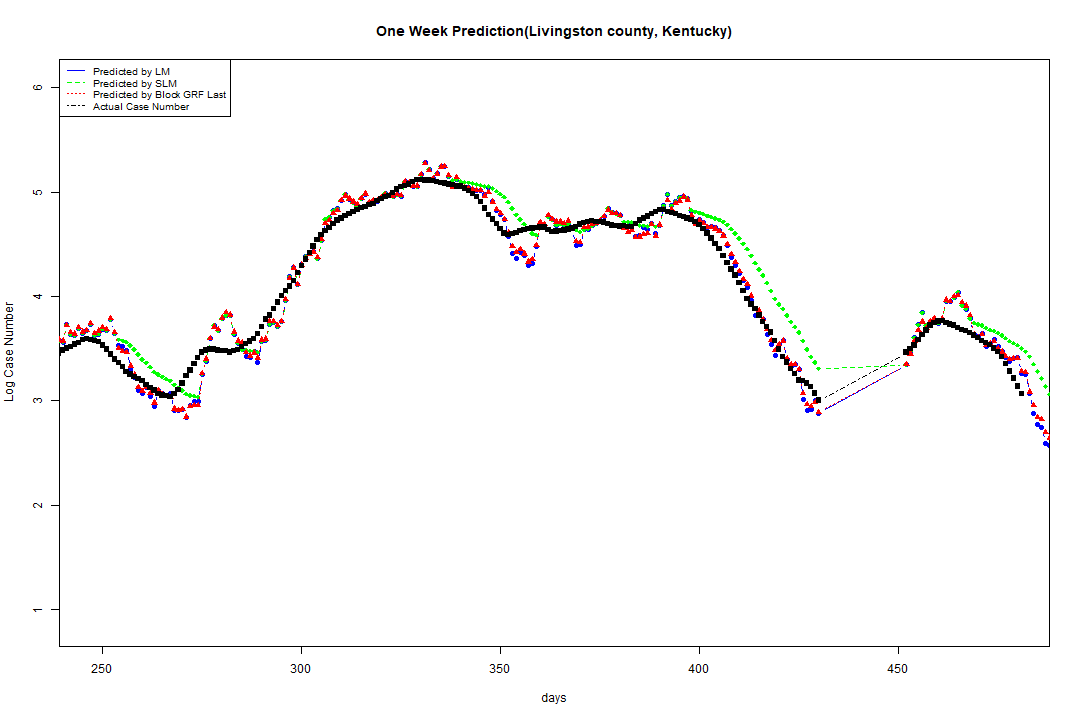 One Week Prediction(Livingston county, Kentucky)
Predicted by LM
Predicted by SLM
Predicted by Block GRF Last
Actual Case Number
6
5
4
3
2
1
Log Case Number
250 300 350 400 450
days